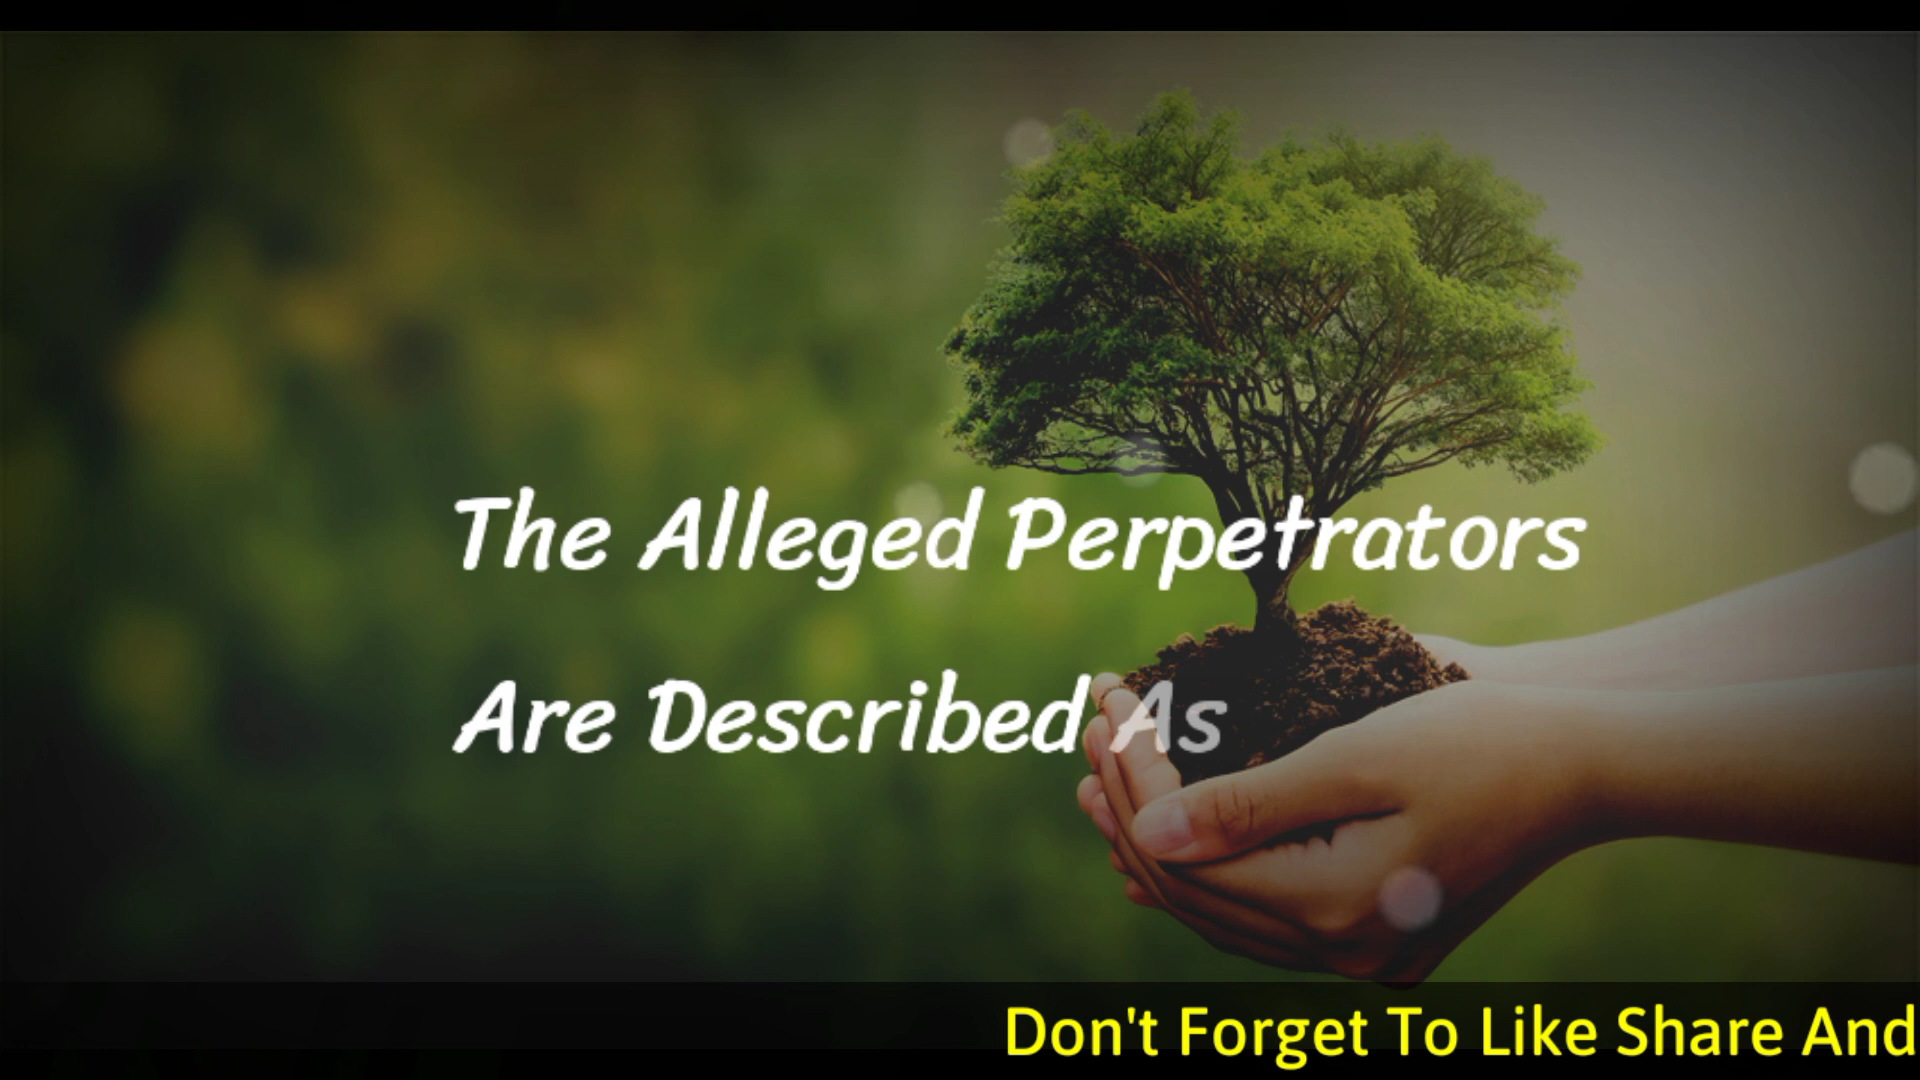 The Alleged Perpetrators
Are Described As
Don't Forget To Like Share And